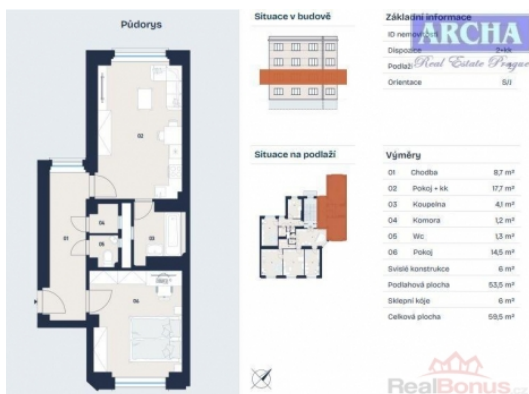 Půdorys
02
01
04
05
03
06
Situace v budově
Situace na podlaží
Základní informace
ID nemovitosti
Dispozice 2+kk
Podlaží
Orientace S/J
ARCHA
Real Estate Prague
Výměry
01 Chodba 8,7 m²
02 Pokoj + kk 17,7 m²
03 Koupelna 4,1 m²
04 Komora 1,2 m²
05 Wc 1,3 m²
06 Pokoj 14,5 m²
Svislé konstrukce 6 m²
Podlahová plocha 53,5 m²
Sklepní kóje 6 m²
Celková plocha 59,5 m²
RealBonus.cz